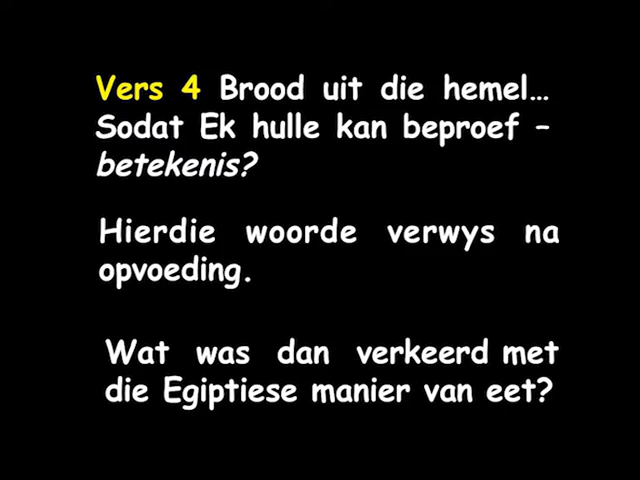 Vers 4 Brood uit die hemel…
Sodat Ek hulle kan beproef –
betekenis?
Hierdie woorde verwys na
opvoeding.
Wat was dan verkeerd met
die Egiptiese manier van eet?